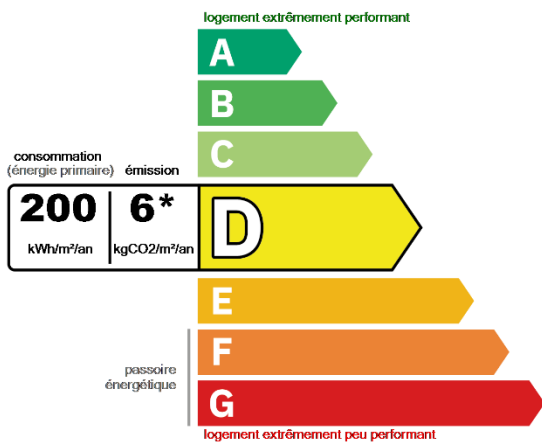 logement extrêmement performant
A
B
consommation
(énergie primaire) émission
C
200 6*
kWh/m²/an kgCO2/m²/an
D
E
passoire
énergétique
F
G
logement extrêmement peu performant